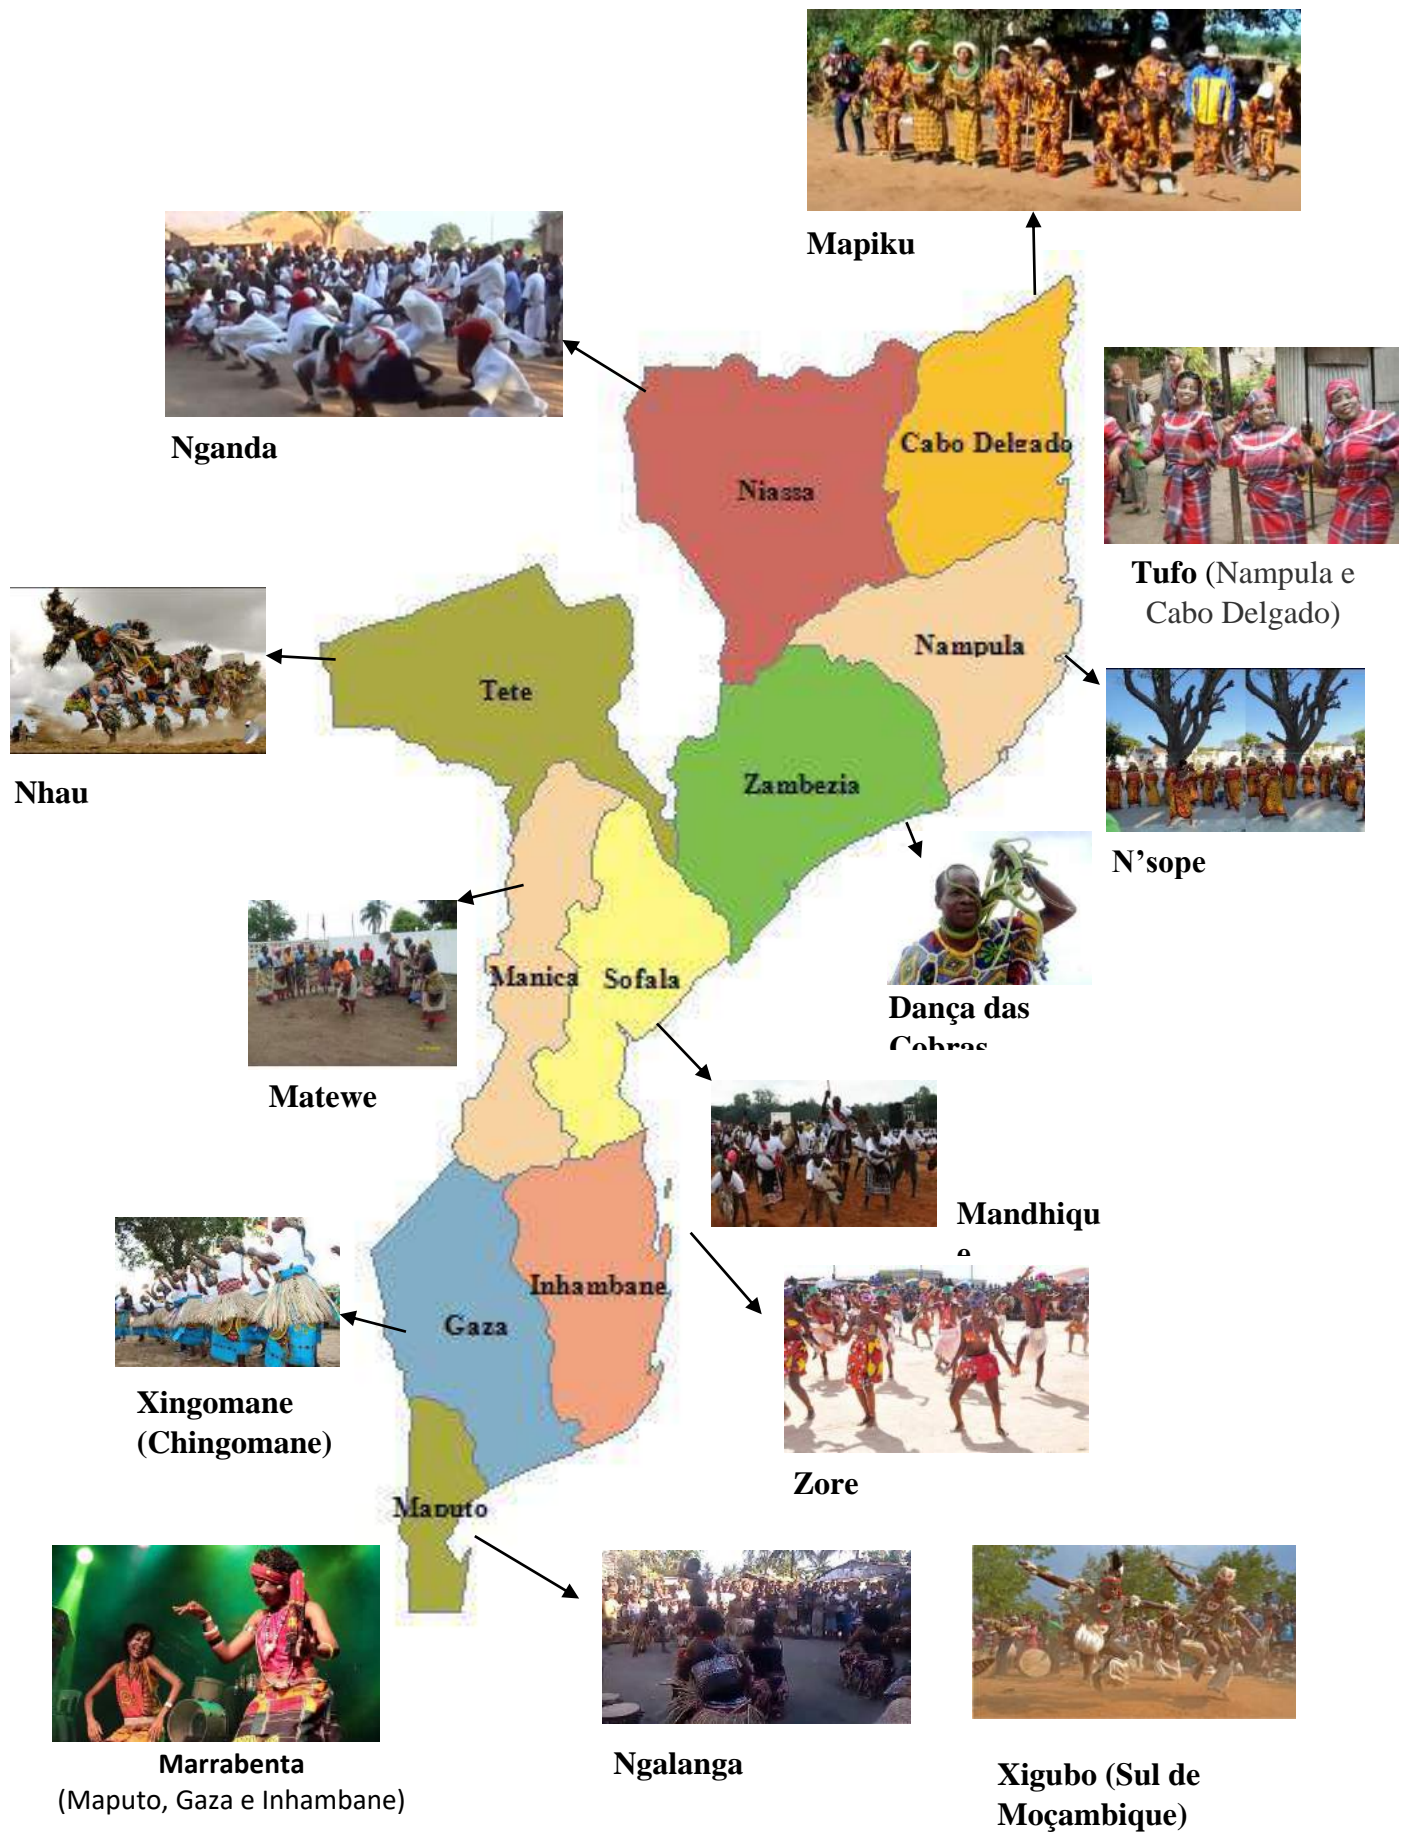 Mapiku
Nganda
Cabo Delgado
Niassa
Tufo (Nampula e
Cabo Delgado)
Nampula
Tete
Nhau
Zambezia
N’sope
Manica
Sofala
Dança das
Cobras
Matewe
Mandhiqu
e
Inhambane
Gaza
Xingomane
(Chingomane)
Zore
Maputo
Marrabenta
(Maputo, Gaza e Inhambane)
Ngalanga
Xigubo (Sul de
Moçambique)